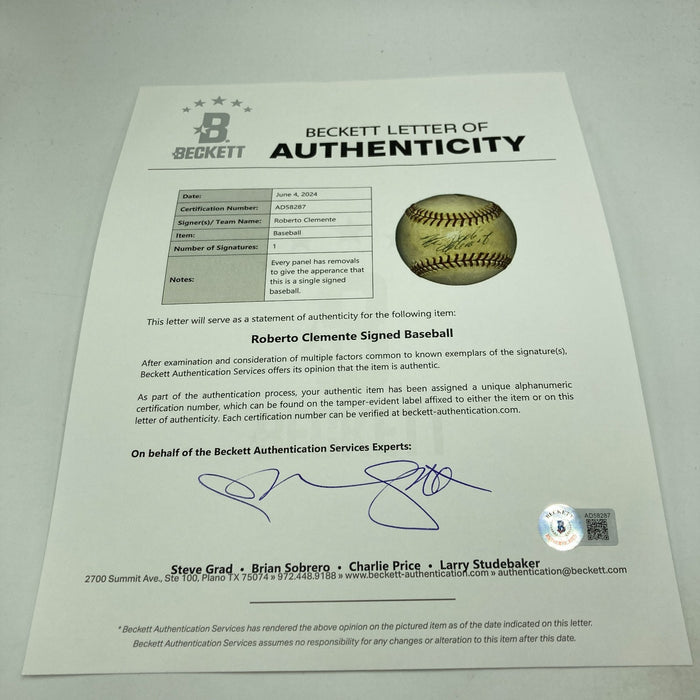 B
BECKETT
BECKETT LETTER OF
AUTHENTICITY
Date: June 4, 2024
Certification Number: AD58287
Signer(s)/ Team Name: Roberto Clemente
Item: Baseball
Number of Signatures: 1
Notes: Every panel has removals
to give the apperance that
this is a single signed
baseball.
This letter will serve as a statement of authenticity for the following item:
Roberto Clemente Signed Baseball
After examination and consideration of multiple factors common to known exemplars of the signature(s),
Beckett Authentication Services offers its opinion that the item is authentic.
As part of the authentication process, your authentic item has been assigned a unique alphanumeric
certification number, which can be found on the tamper-evident label affixed to either the item or on this
letter of authenticity. Each certification number can be verified at beckett-authentication.com.
On behalf of the Beckett Authentication Services Experts:
BECKETT
B
AD58287
Steve Grad • Brian Sobrero • Charlie Price • Larry Studebaker
2700 Summit Ave., Ste 100, Plano TX 75074 » 972.448.9188 » www.beckett-authentication.com » authentication@beckett.com
*Beckett Authentication Services has rendered the above opinion on the pictured item as of the date indicated on this letter.
Beckett Authentication Services assumes no responsibility for any changes or alteration to this item after this date.